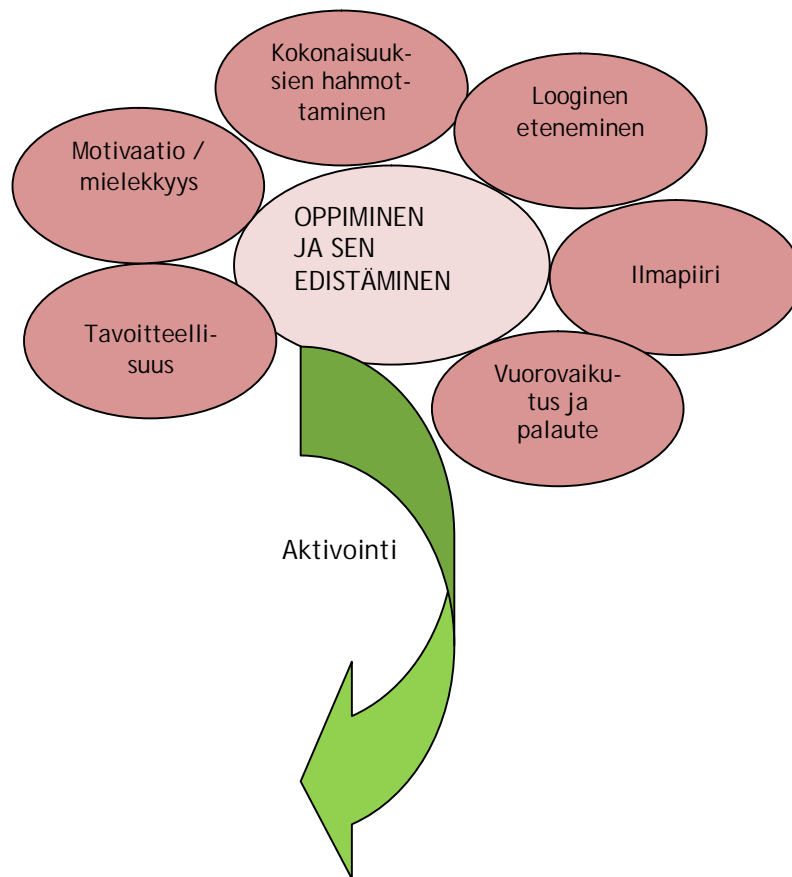 Kokonaisuuk-
sien hahmot-
taminen
Looginen
eteneminen
Motivaatio /
mielekkyys
OPPIMINEN
JA SEN
EDISTÄMINEN
Ilmapiiri
Tavoitteelli-
suus
Vuorovaiku-
tus ja
palaute
Aktivointi